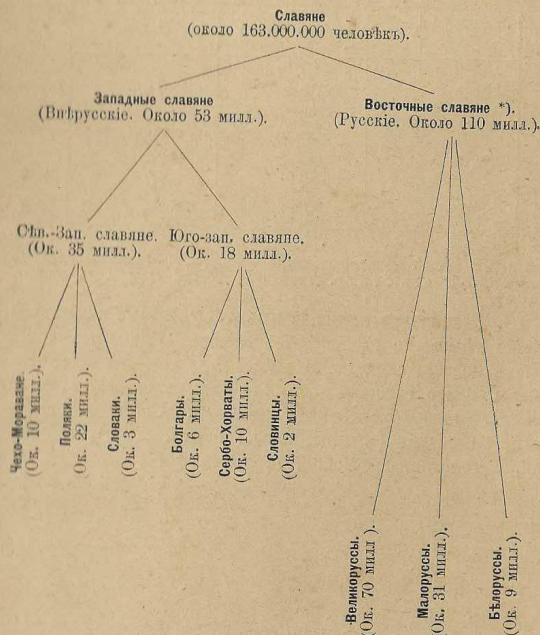 Славяне
(около 163.000.000 человѣкъ).
Западные славяне
(Внѣрусскіе. Около 53 милл.).
Восточные славяне *).
(Русскіе. Около 110 милл.).
Сѣв.-Зап. славяне.
(Ок. 35 милл.).
Юго-зап. славяне.
(Ок. 18 милл.).
Чехо-Мораване.
(Ок. 10 милл.).
Поляки.
(Ок. 22 милл.).
Словаки.
(Ок. 3 милл.).
Болгары.
(Ок. 6 милл.).
Сербо-Хорваты.
(Ок. 10 милл.).
Словинцы.
(Ок. 2 милл.).
Великоруссы.
(Ок. 70 милл ).
Малоруссы.
(Ок. 31 милл.).
Бѣлоруссы.
(Ок. 9 милл.).